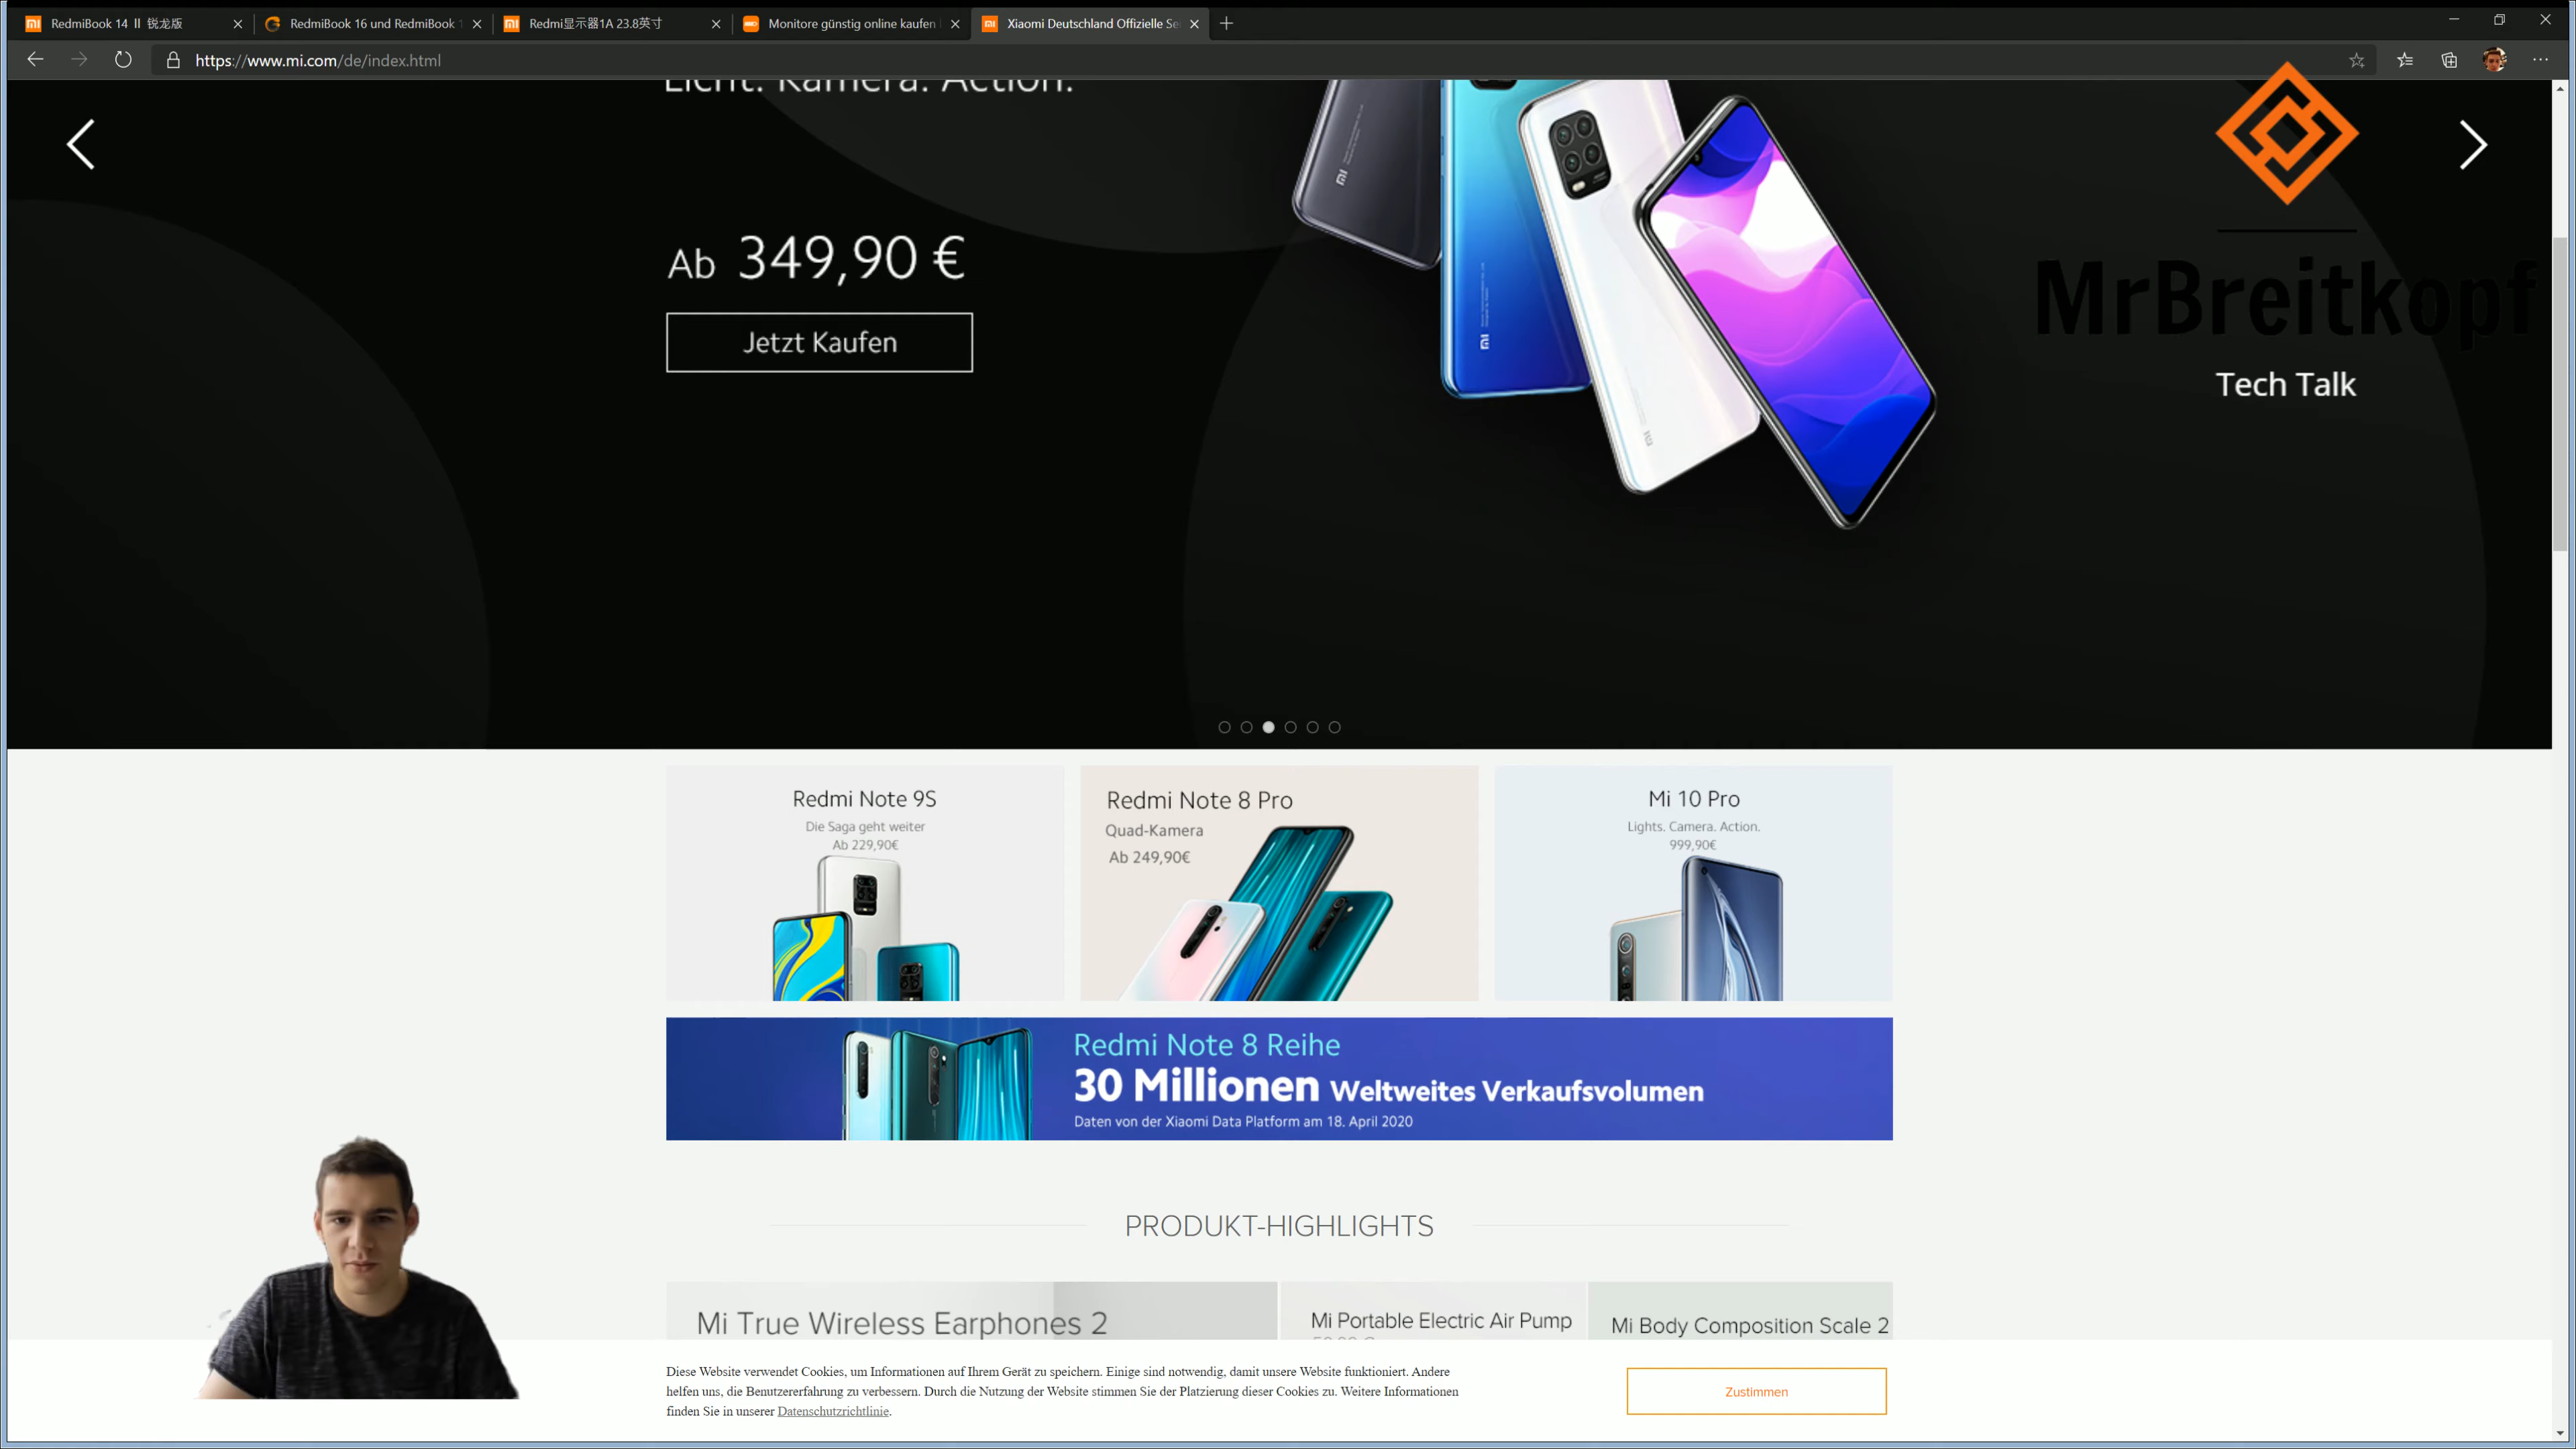 RedmiBook 14 Ⅱ 锐龙版
RedmiBook 16 und RedmiBook 1
Redmi显示器1A 23.8英寸
Monitore günstig online kaufen
Xiaomi Deutschland Offizielle Se
https://www.mi.com/de/index.html
Licht. Kamera. Action.
Ab 349,90 €
Jetzt Kaufen
MrBreitkopf
Tech Talk
Redmi Note 9S
Die Saga geht weiter
Ab 229,90€
Redmi Note 8 Pro
Quad-Kamera
Ab 249,90€
Mi 10 Pro
Lights. Camera. Action.
999,90€
Redmi Note 8 Reihe
30 Millionen Weltweites Verkaufsvolumen
Daten von der Xiaomi Data Platform am 18. April 2020
PRODUKT-HIGHLIGHTS
Mi True Wireless Earphones 2
Mi Portable Electric Air Pump
Mi Body Composition Scale 2
Diese Website verwendet Cookies, um Informationen auf Ihrem Gerät zu speichern. Einige sind notwendig, damit unsere Website funktioniert. Andere
helfen uns, die Benutzererfahrung zu verbessern. Durch die Nutzung der Website stimmen Sie der Platzierung dieser Cookies zu. Weitere Informationen
finden Sie in unserer Datenschutzrichtlinie.
Zustimmen